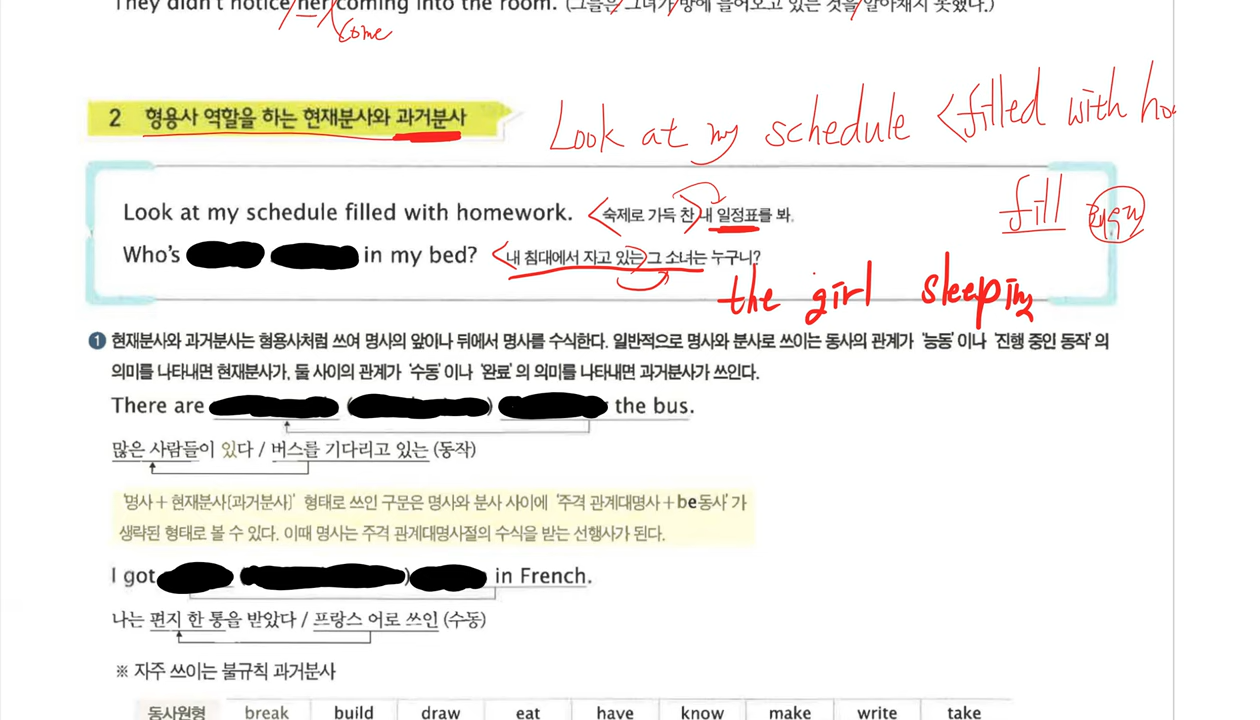 They didn't notice her coming into the room. (그들은 그녀가 방에 들어오고 있는 것을 알아채지 못했다.)
come
2 형용사 역할을 하는 현재분사와 과거분사
Look at my schedule <filled with ho
Look at my schedule filled with homework. 숙제로 가득 찬 내 일정표를 봐.
fill
Who's in my bed? 내 침대에서 자고 있는 그 소녀는 누구니?
the girl sleeping
1 현재분사와 과거분사는 형용사처럼 쓰여 명사의 앞이나 뒤에서 명사를 수식한다. 일반적으로 명사와 분사로 쓰이는 동사의 관계가 '능동'이나 '진행 중인 동작'의
의미를 나타내면 현재분사가, 둘 사이의 관계가 '수동'이나 '완료'의 의미를 나타내면 과거분사가 쓰인다.
There are ( ) the bus.
많은 사람들이 있다 / 버스를 기다리고 있는 (동작)
'명사+현재분사[과거분사]' 형태로 쓰인 구문은 명사와 분사 사이에 '주격 관계대명사+be동사'가
생략된 형태로 볼 수 있다. 이때 명사는 주격 관계대명사절의 수식을 받는 선행사가 된다.
I got ( ) in French.
나는 편지 한 통을 받았다 / 프랑스 어로 쓰인 (수동)
※ 자주 쓰이는 불규칙 과거분사
동사원형 break build draw eat have know make write take